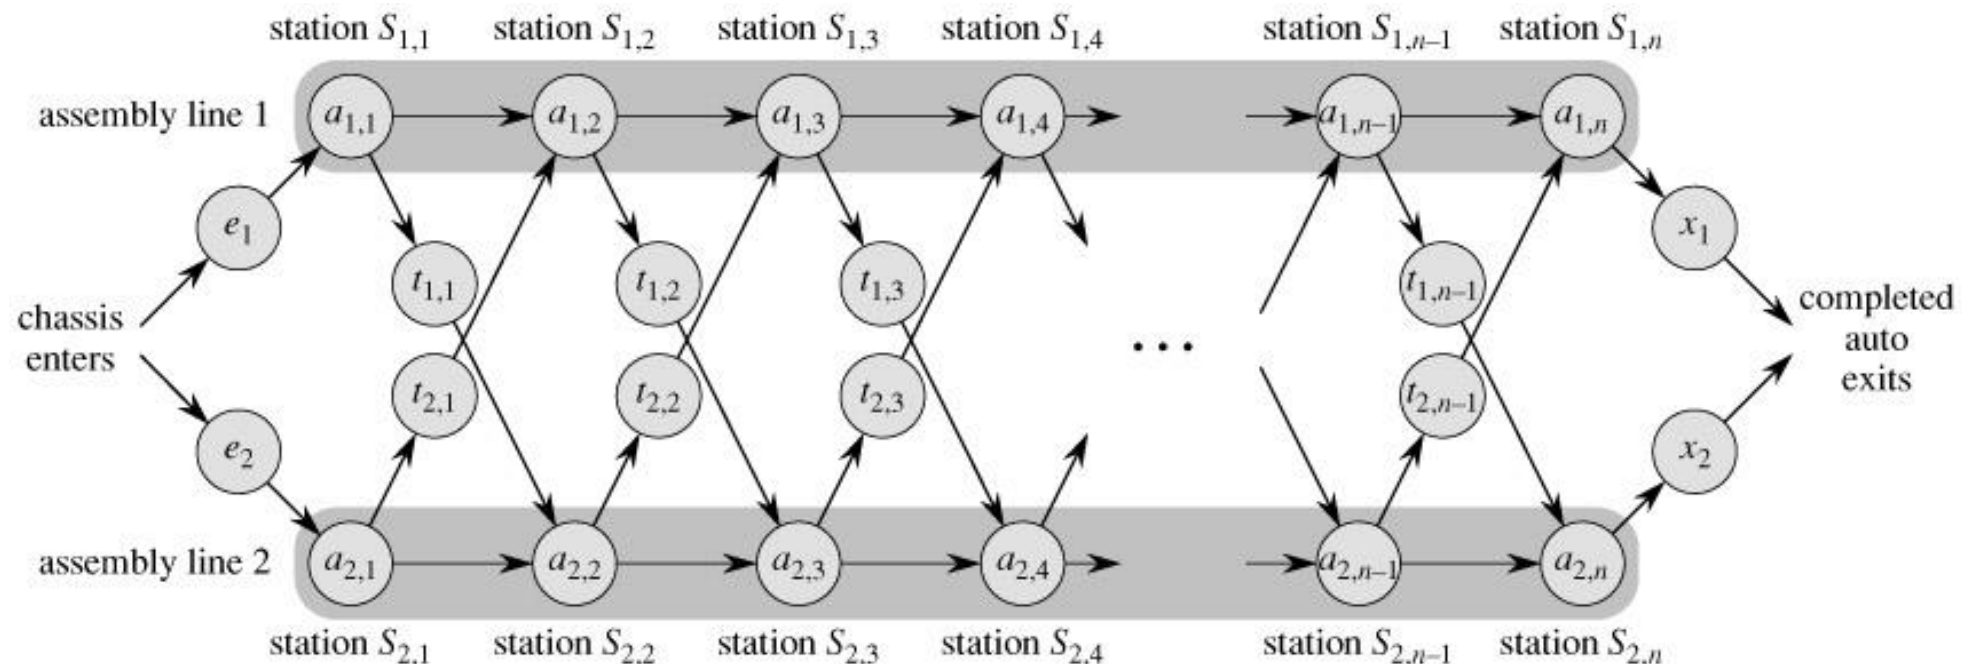 station S1,1 station S1,2 station S1,3 station S1,4 station S1,n–1 station S1,n
assembly line 1 a1,1 a1,2 a1,3 a1,4 a1,n–1 a1,n
e1 x1
t1,1 t1,2 t1,3 t1,n–1
chassis
enters
completed
auto
exits
...
t2,1 t2,2 t2,3 t2,n–1
e2 x2
assembly line 2 a2,1 a2,2 a2,3 a2,4 a2,n–1 a2,n
station S2,1 station S2,2 station S2,3 station S2,4 station S2,n–1 station S2,n